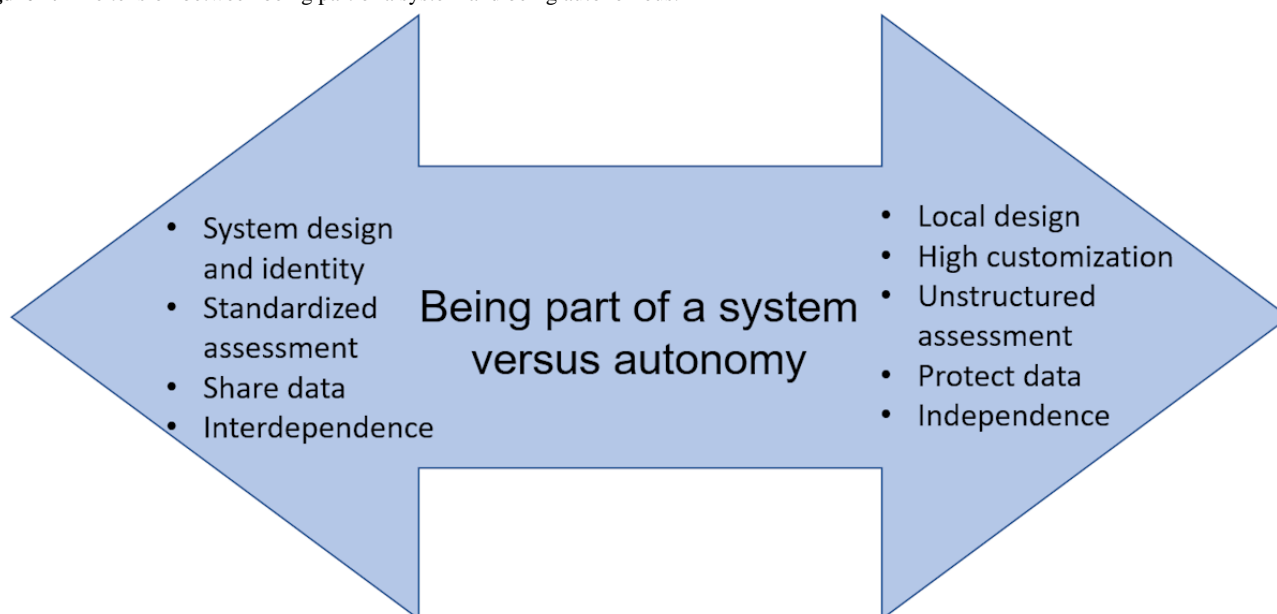 • System design
and identity
• Standardized
assessment
• Share data
• Interdependence
Being part of a system
versus autonomy
• Local design
• High customization
• Unstructured
assessment
• Protect data
• Independence